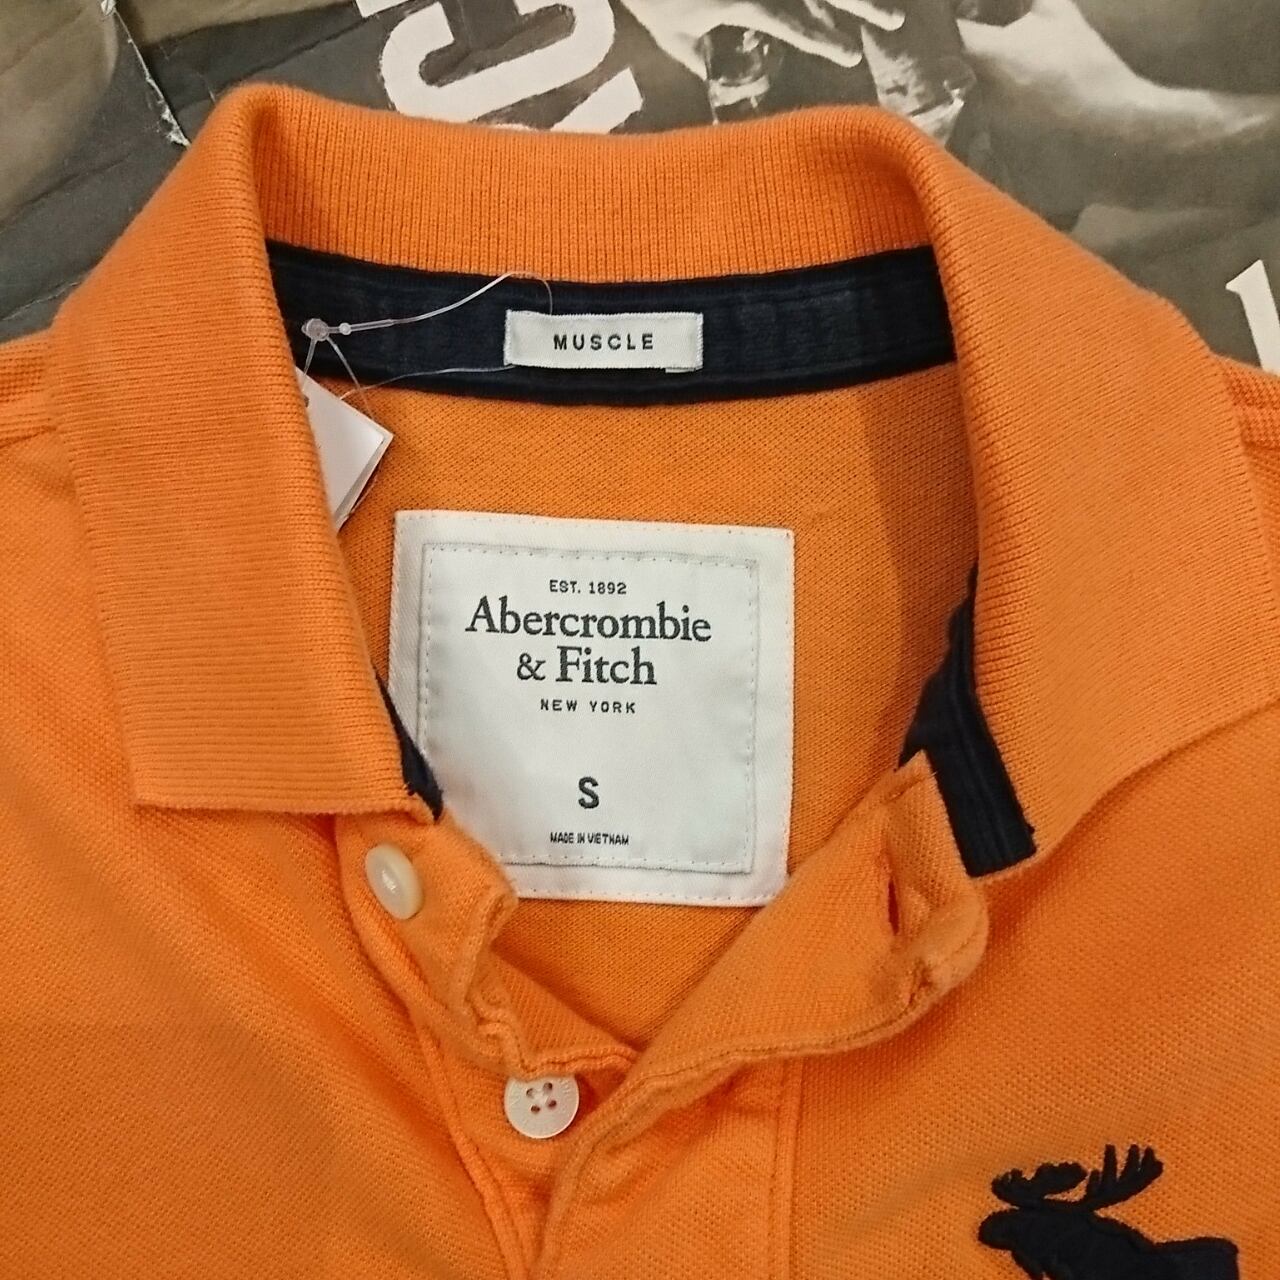 MUSCLE
EST. 1892
Abercrombie
& Fitch
NEW YORK
S
MADE IN VIETNAM